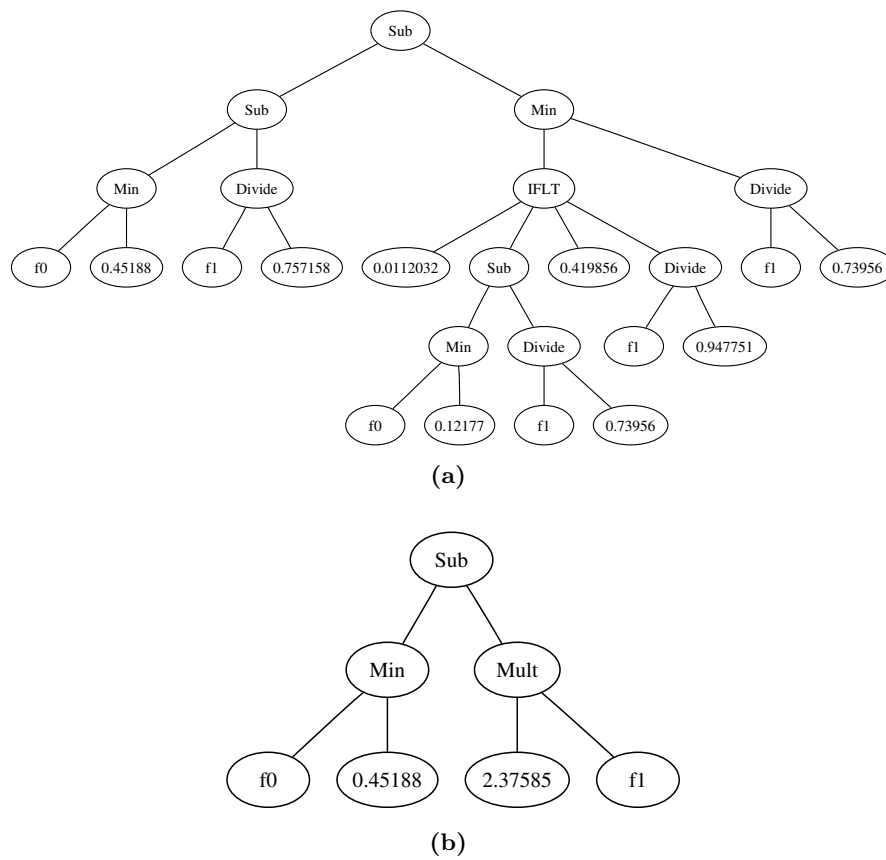 Sub
Sub Min
Min Divide IFLT Divide
f0 0.45188 f1 0.757158 0.0112032 Sub 0.419856 Divide f1 0.73956
Min Divide f1 0.947751
f0 0.12177 f1 0.73956
(a)
Sub
Min Mult
f0 0.45188 2.37585 f1
(b)